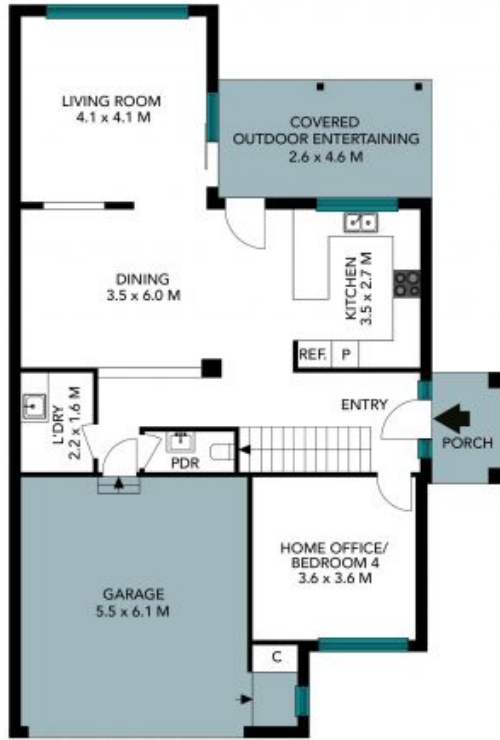 LIVING ROOM
4.1 x 4.1 M
COVERED
OUTDOOR ENTERTAINING
2.6 x 4.6 M
DINING
3.5 x 6.0 M
KITCHEN
3.5 x 2.7 M
REF.
P
L'DRY
2.2 x 1.6 M
ENTRY
PORCH
PDR
HOME OFFICE/
BEDROOM 4
3.6 x 3.6 M
GARAGE
5.5 x 6.1 M
C